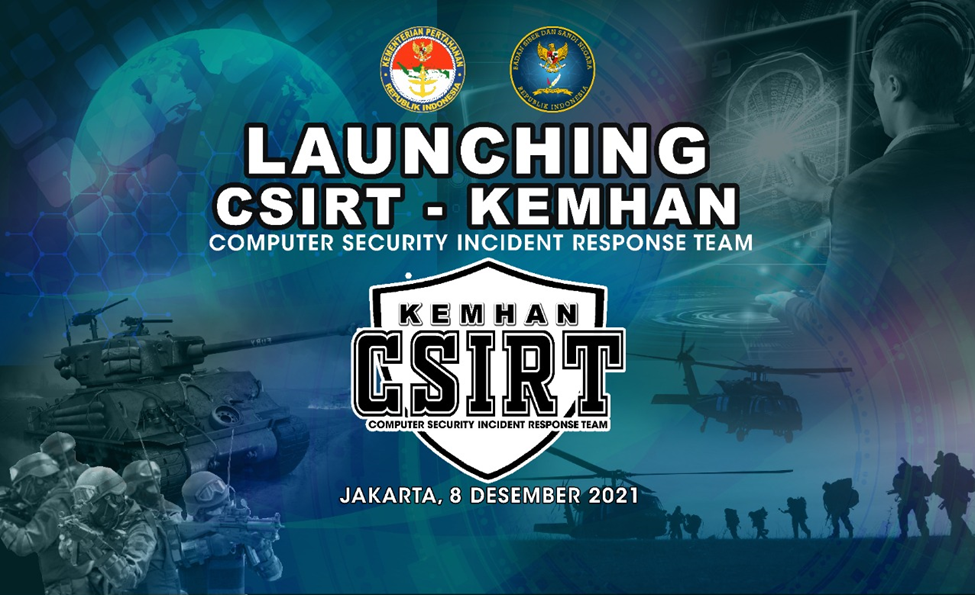 KEMENTERIAN PERTAHANAN
REPUBLIK INDONESIA
BADAN SIBER DAN SANDI NEGARA
REPUBLIK INDONESIA
LAUNCHING
CSIRT - KEMHAN
COMPUTER SECURITY INCIDENT RESPONSE TEAM
KEMHAN
CSIRT
COMPUTER SECURITY INCIDENT RESPONSE TEAM
JAKARTA, 8 DESEMBER 2021